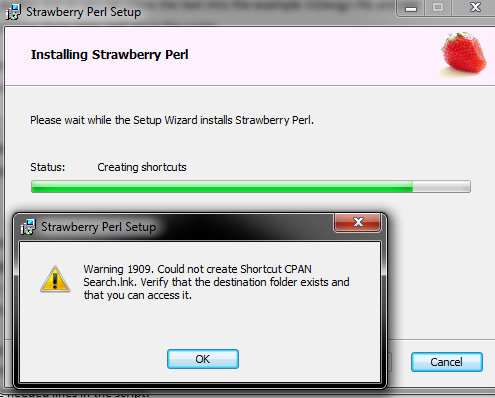 Strawberry Perl Setup
Installing Strawberry Perl
Please wait while the Setup Wizard installs Strawberry Perl.
Status: Creating shortcuts
Strawberry Perl Setup
Warning 1909. Could not create Shortcut CPAN
Search.lnk. Verify that the destination folder exists and
that you can access it.
OK
Cancel